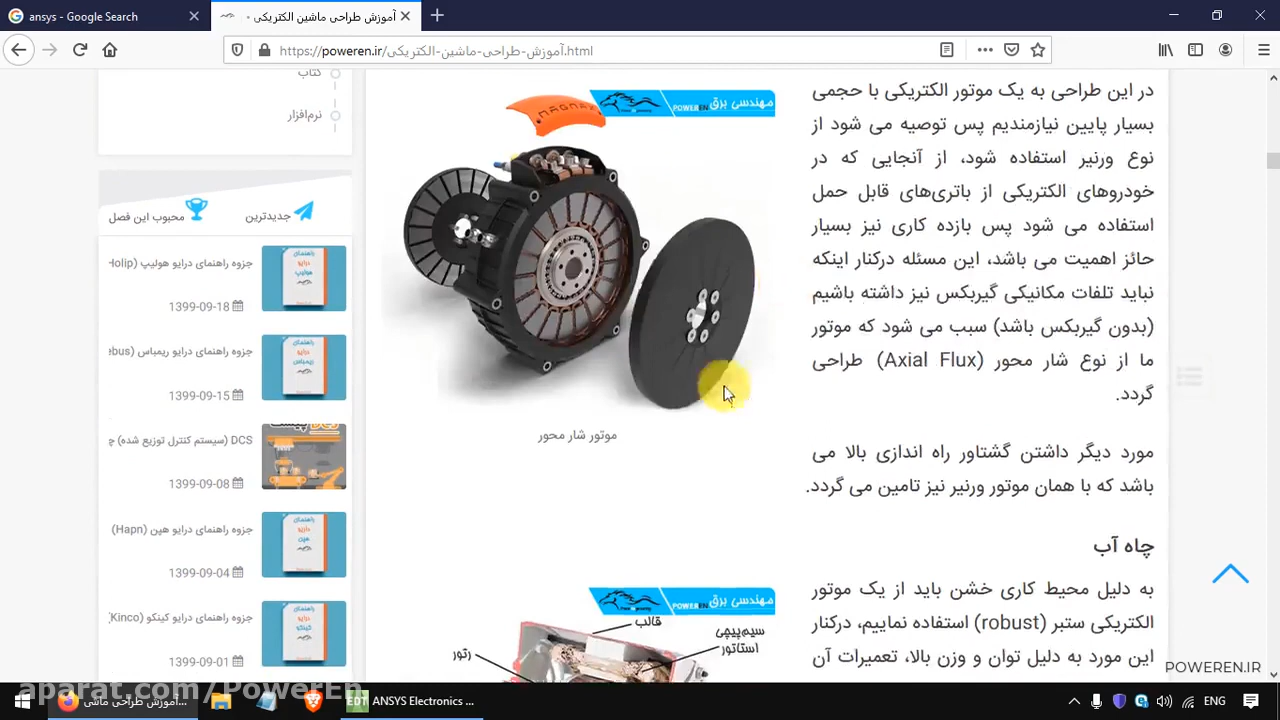 ansys - Google Search
آموزش طراحی ماشین الکتریکی
https://poweren.ir/آموزش-طراحی-ماشین-الکتریکی.html
کتاب
نرم‌افزار
جدیدترین
محبوب این فصل
جزوه راهنمای درایو هولیپ (Holip
1399-09-18
جزوه راهنمای درایو ریمباس (ebus
1399-09-15
DCS (سیستم کنترل توزیع شده) چ
1399-09-08
جزوه راهنمای درایو هپن (Hapn)
1399-09-04
جزوه راهنمای درایو کینکو (Kinco)
1399-09-01
مهندسی برق
POWEREN
MAGNAX
موتور شار محور
در این طراحی به یک موتور الکتریکی با حجمی
بسیار پایین نیازمندیم پس توصیه می شود از
نوع ورنیر استفاده شود، از آنجایی که در
خودروهای الکتریکی از باتری‌های قابل حمل
استفاده می شود پس بازده کاری نیز بسیار
حائز اهمیت می باشد، این مسئله درکنار اینکه
نباید تلفات مکانیکی گیربکس نیز داشته باشیم
(بدون گیربکس باشد) سبب می شود که موتور
ما از نوع شار محور (Axial Flux) طراحی
گردد.
مورد دیگر داشتن گشتاور راه اندازی بالا می
باشد که با همان موتور ورنیر نیز تامین می گردد.
چاه آب
به دلیل محیط کاری خشن باید از یک موتور
الکتریکی ستبر (robust) استفاده نماییم، درکنار
این مورد به دلیل توان و وزن بالا، تعمیرات آن
مهندسی برق
POWEREN
قالب
سیم‌پیچی
استاتور
رتور
POWEREN.IR
aparat.com/PowerEn
آموزش طراحی ماشی
EDT ANSYS Electronics ...
ENG